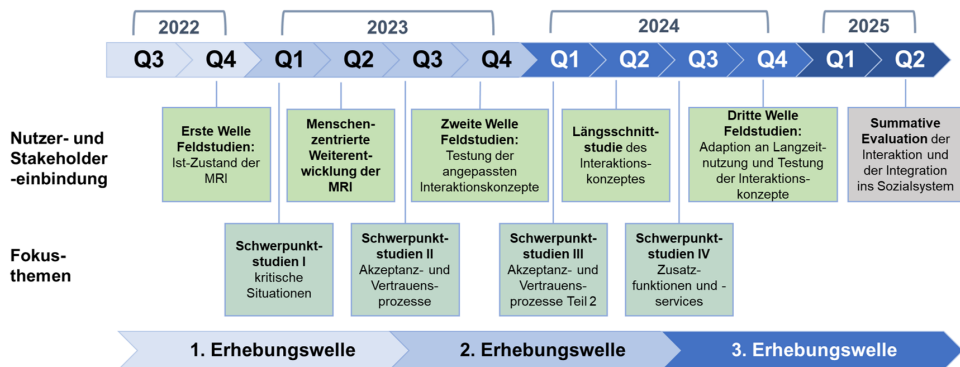 2022
2023
2024
2025
Q3
Q4
Q1
Q2
Q3
Q4
Q1
Q2
Q3
Q4
Q1
Q2
Nutzer- und
Stakeholder
-einbindung
Erste Welle
Feldstudien:
Ist-Zustand der
MRI
Menschen-
zentrierte
Weiterent-
wicklung der
MRI
Zweite Welle
Feldstudien:
Testung der
angepassten
Interaktionskonzepte
Längsschnitt-
studie des
Interaktions-
konzeptes
Dritte Welle
Feldstudien:
Adaption an Langzeit-
nutzung und Testung
der Interaktions-
konzepte
Summative
Evaluation der
Interaktion und
der Integration
ins Sozialsystem
Fokus-
themen
Schwerpunkt-
studien I
kritische
Situationen
Schwerpunkt-
studien II
Akzeptanz- und
Vertrauens-
prozesse
Schwerpunkt-
studien III
Akzeptanz- und
Vertrauens-
prozesse Teil 2
Schwerpunkt-
studien IV
Zusatz-
funktionen und -
services
1. Erhebungswelle
2. Erhebungswelle
3. Erhebungswelle